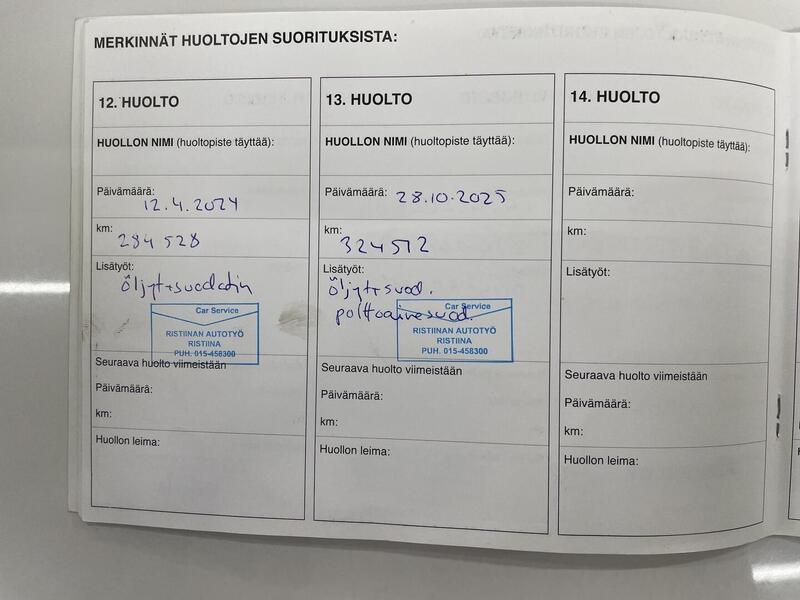 MERKINNÄT HUOLTOJEN SUORITUKSISTA:
12. HUOLTO
HUOLLON NIMI (huoltopiste täyttää):
Päivämäärä: 12.4.2024
km: 284 528
Lisätyöt:
öljyt+suodatin
Car Service
RISTIINAN AUTOTYÖ
RISTIINA
PUH. 015-458300
Seuraava huolto viimeistään
Päivämäärä:
km:
Huollon leima:
13. HUOLTO
HUOLLON NIMI (huoltopiste täyttää):
Päivämäärä: 28.10.2025
km: 324512
Lisätyöt:
öljyt+suod.
polttoainesuod.
Car Service
RISTIINAN AUTOTYÖ
RISTIINA
PUH. 015-458300
Seuraava huolto viimeistään
Päivämäärä:
km:
Huollon leima:
14. HUOLTO
HUOLLON NIMI (huoltopiste täyttää):
Päivämäärä:
km:
Lisätyöt:
Seuraava huolto viimeistään
Päivämäärä:
km:
Huollon leima: